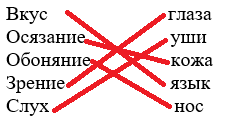 Вкус глаза
Осязание уши
Обоняние кожа
Зрение язык
Слух нос